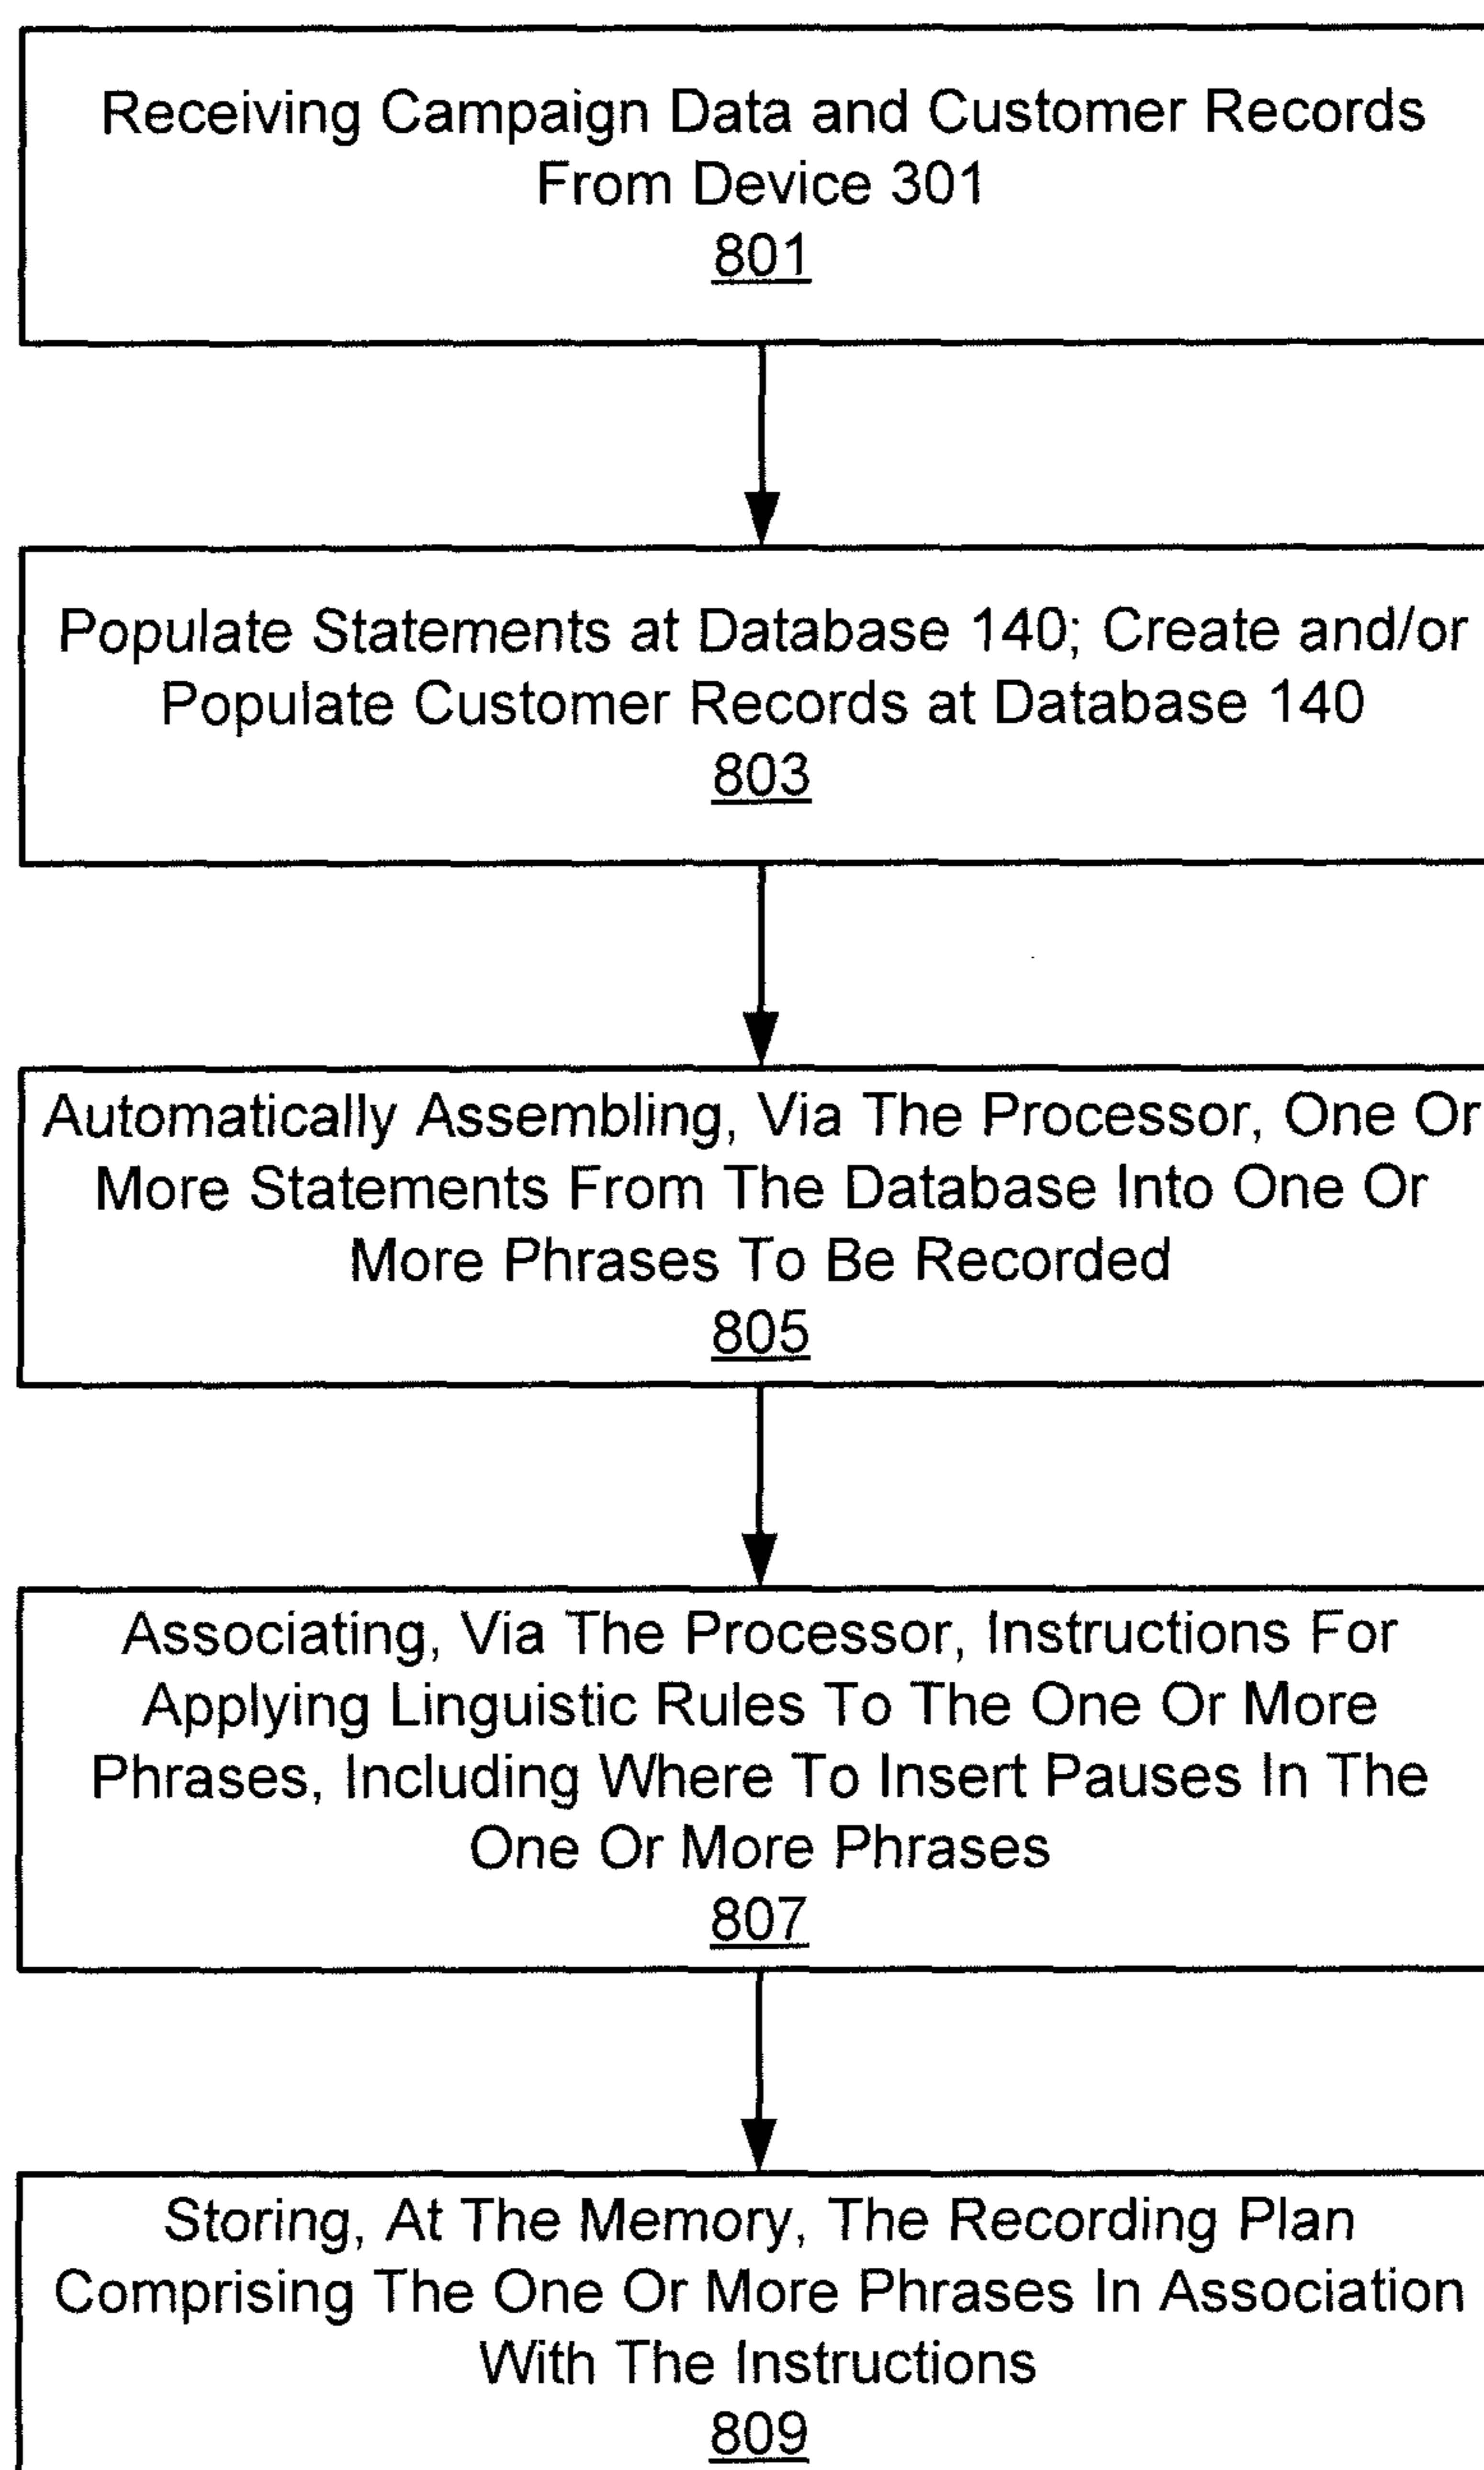 Receiving Campaign Data and Customer Records
From Device 301
801
Populate Statements at Database 140; Create and/or
Populate Customer Records at Database 140
803
Automatically Assembling, Via The Processor, One Or
More Statements From The Database Into One Or
More Phrases To Be Recorded
805
Associating, Via The Processor, Instructions For
Applying Linguistic Rules To The One Or More
Phrases, Including Where To Insert Pauses In The
One Or More Phrases
807
Storing, At The Memory, The Recording Plan
Comprising The One Or More Phrases In Association
With The Instructions
809